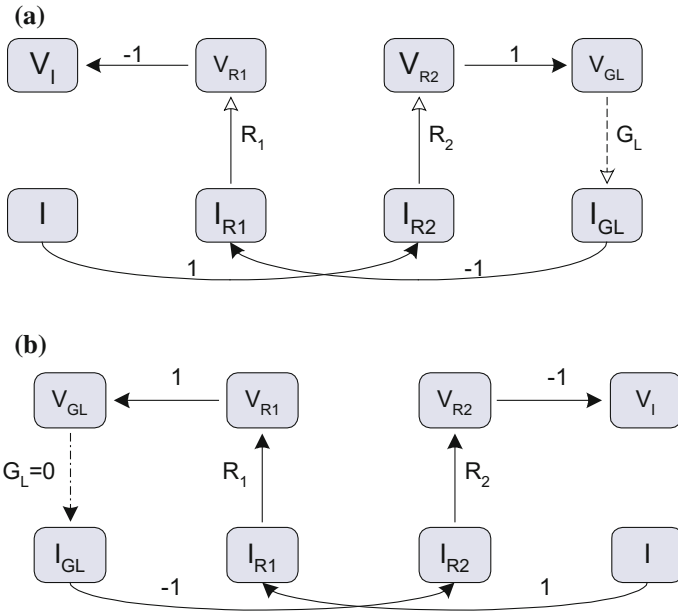 (a)
-1
1
V_I
V_R1
V_R2
V_GL
R_1
R_2
G_L
I
I_R1
I_R2
I_GL
1
-1
(b)
1
-1
V_GL
V_R1
V_R2
V_I
G_L=0
R_1
R_2
I_GL
I_R1
I_R2
I
-1
1